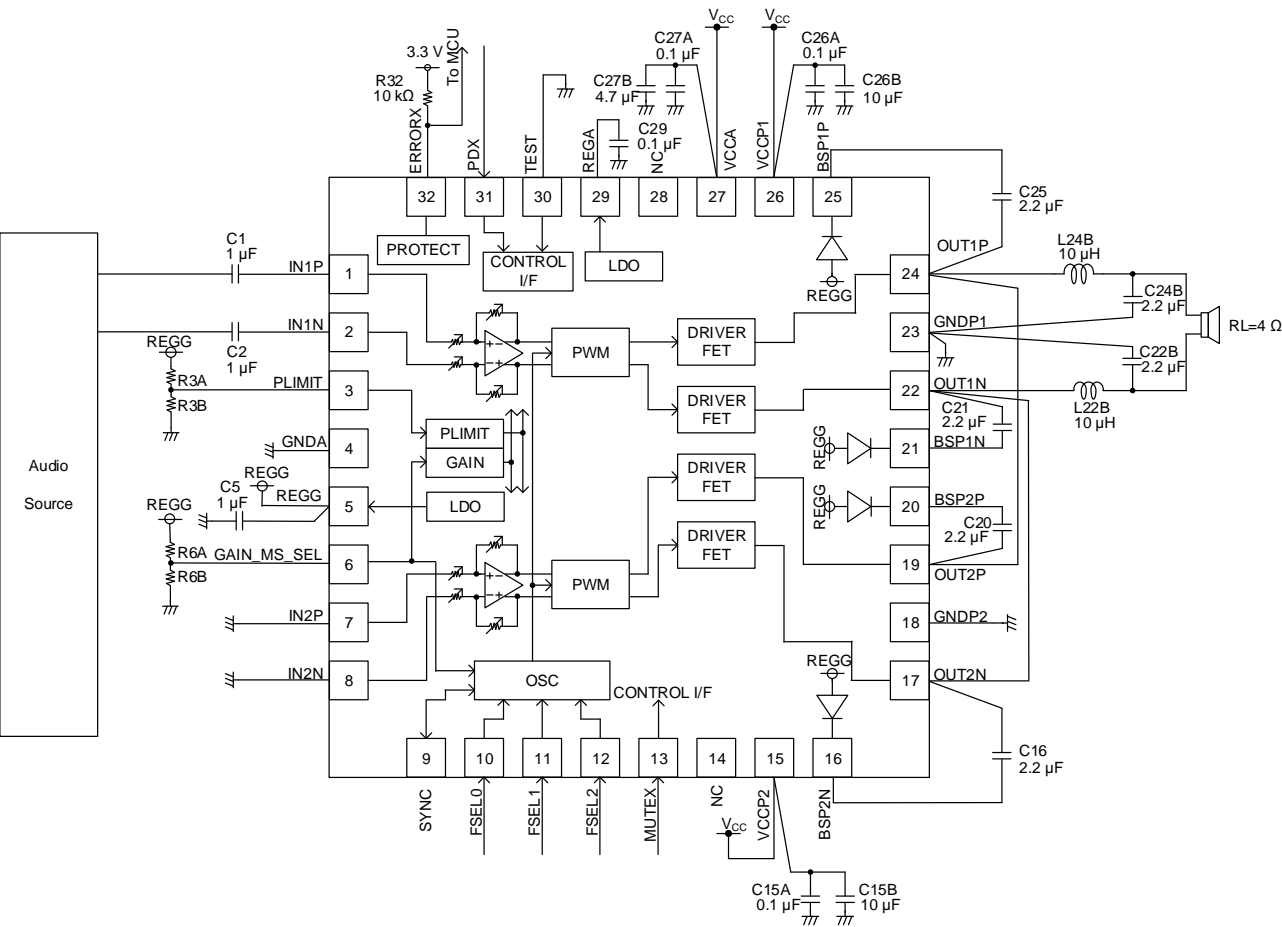 V_CC
V_CC
C27A
0.1 µF
C26A
0.1 µF
3.3 V
To MCU
R32
10 kΩ
C27B
4.7 µF
C26B
10 µF
ERRORX
PDX
TEST
REGA
C29
0.1 µF
NC
VCCA
VCCP1
BSP1P
32
31
30
29
28
27
26
25
C25
2.2 µF
PROTECT
CONTROL
I/F
LDO
REGG
Audio
Source
C1
1 µF
IN1P
1
C2
1 µF
IN1N
2
REGG
R3A
R3B
PLIMIT
3
GNDA
4
REGG
REGG
C5
1 µF
5
REGG
R6A
R6B
GAIN_MS_SEL
6
IN2P
7
IN2N
8
+
-
-
+
PWM
DRIVER
FET
DRIVER
FET
PLIMIT
GAIN
LDO
DRIVER
FET
DRIVER
FET
+
-
-
+
PWM
OSC
CONTROL I/F
REGG
REGG
REGG
OUT1P
24
L24B
10 µH
C24B
2.2 µF
23
GNDP1
RL=4 Ω
C22B
2.2 µF
22
OUT1N
L22B
10 µH
C21
2.2 µF
21
BSP1N
20
BSP2P
C20
2.2 µF
19
OUT2P
18
GNDP2
17
OUT2N
C16
2.2 µF
9
10
11
12
13
14
15
16
SYNC
FSEL0
FSEL1
FSEL2
MUTEX
NC
VCCP2
BSP2N
V_CC
C15A
0.1 µF
C15B
10 µF